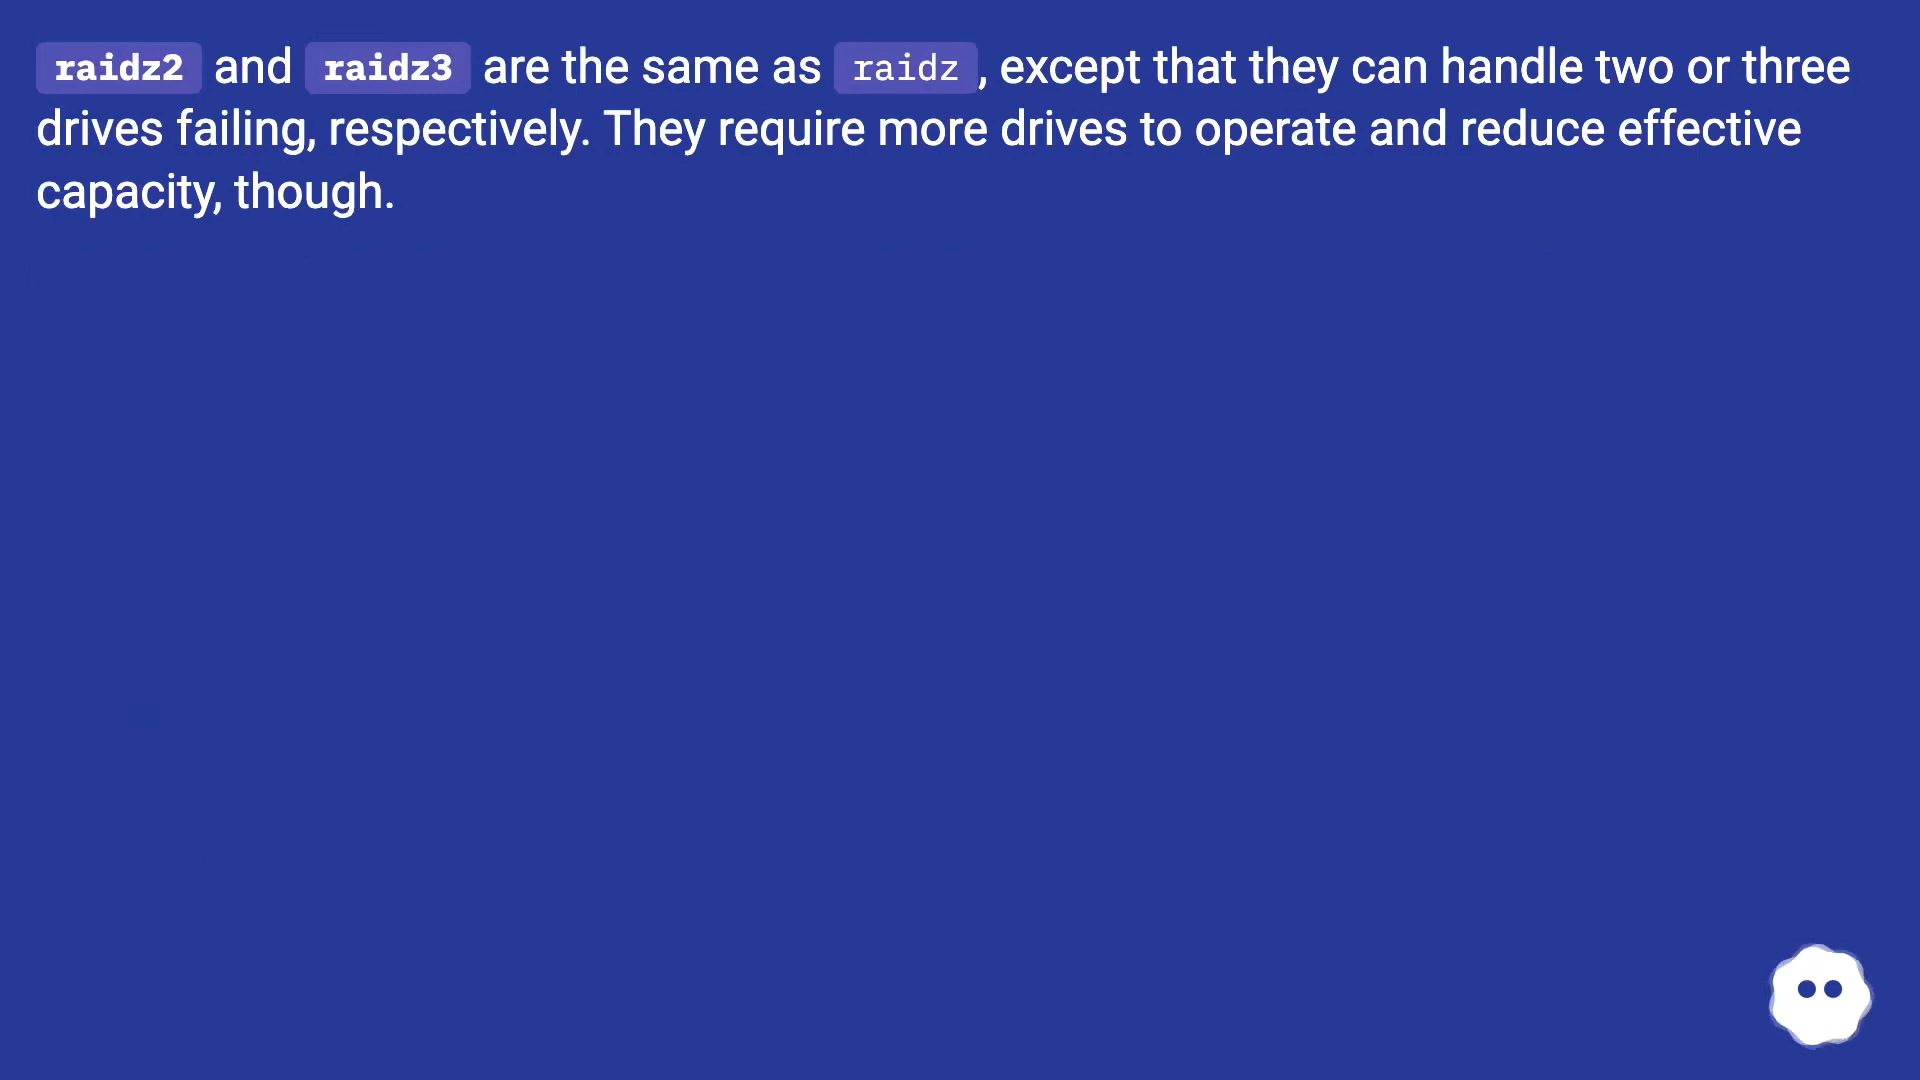 raidz2 and raidz3 are the same as raidz, except that they can handle two or three
drives failing, respectively. They require more drives to operate and reduce effective
capacity, though.